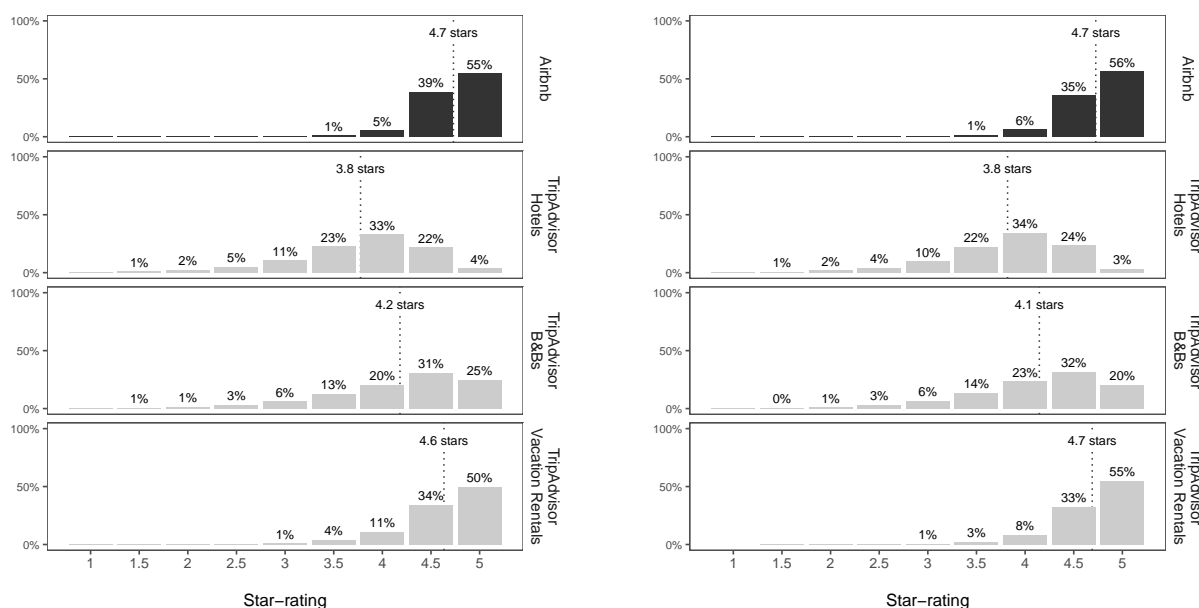 100%
50%
0%
4.7 stars
1%
5%
39%
55%
Airbnb
100%
50%
0%
3.8 stars
1%
2%
5%
11%
23%
33%
22%
4%
TripAdvisor
Hotels
100%
50%
0%
4.2 stars
1%
1%
3%
6%
13%
20%
31%
25%
TripAdvisor
B&Bs
100%
50%
0%
4.6 stars
1%
4%
11%
34%
50%
TripAdvisor
Vacation Rentals
1 1.5 2 2.5 3 3.5 4 4.5 5
Star−rating
100%
50%
0%
4.7 stars
1%
6%
35%
56%
Airbnb
100%
50%
0%
3.8 stars
1%
2%
4%
10%
22%
34%
24%
3%
TripAdvisor
Hotels
100%
50%
0%
4.1 stars
0%
1%
3%
6%
14%
23%
32%
20%
TripAdvisor
B&Bs
100%
50%
0%
4.7 stars
1%
3%
8%
33%
55%
TripAdvisor
Vacation Rentals
1 1.5 2 2.5 3 3.5 4 4.5 5
Star−rating